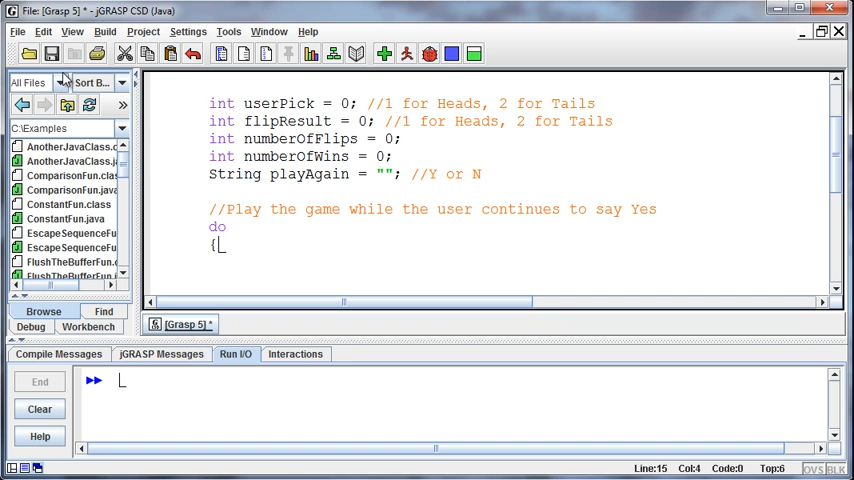 File: [Grasp 5] * - jGRASP CSD (Java)
File Edit View Build Project Settings Tools Window Help
All Files Sort B...
C:\Examples
AnotherJavaClass.c
AnotherJavaClass.
ComparisonFun.cl
ComparisonFun.java
ConstantFun.class
ConstantFun.java
EscapeSequenceFu
EscapeSequenceFu
FlushTheBufferFun.
FlushTheBufferFun.j
Browse Find
Debug Workbench
int userPick = 0; //1 for Heads, 2 for Tails
int flipResult = 0; //1 for Heads, 2 for Tails
int numberOfFlips = 0;
int numberOfWins = 0;
String playAgain = ""; //Y or N
//Play the game while the user continues to say Yes
do
{
[Grasp 5] *
Compile Messages jGRASP Messages Run I/O Interactions
End
Clear
Help
Line:15 Col:4 Code:0 Top:6 OVS BLK